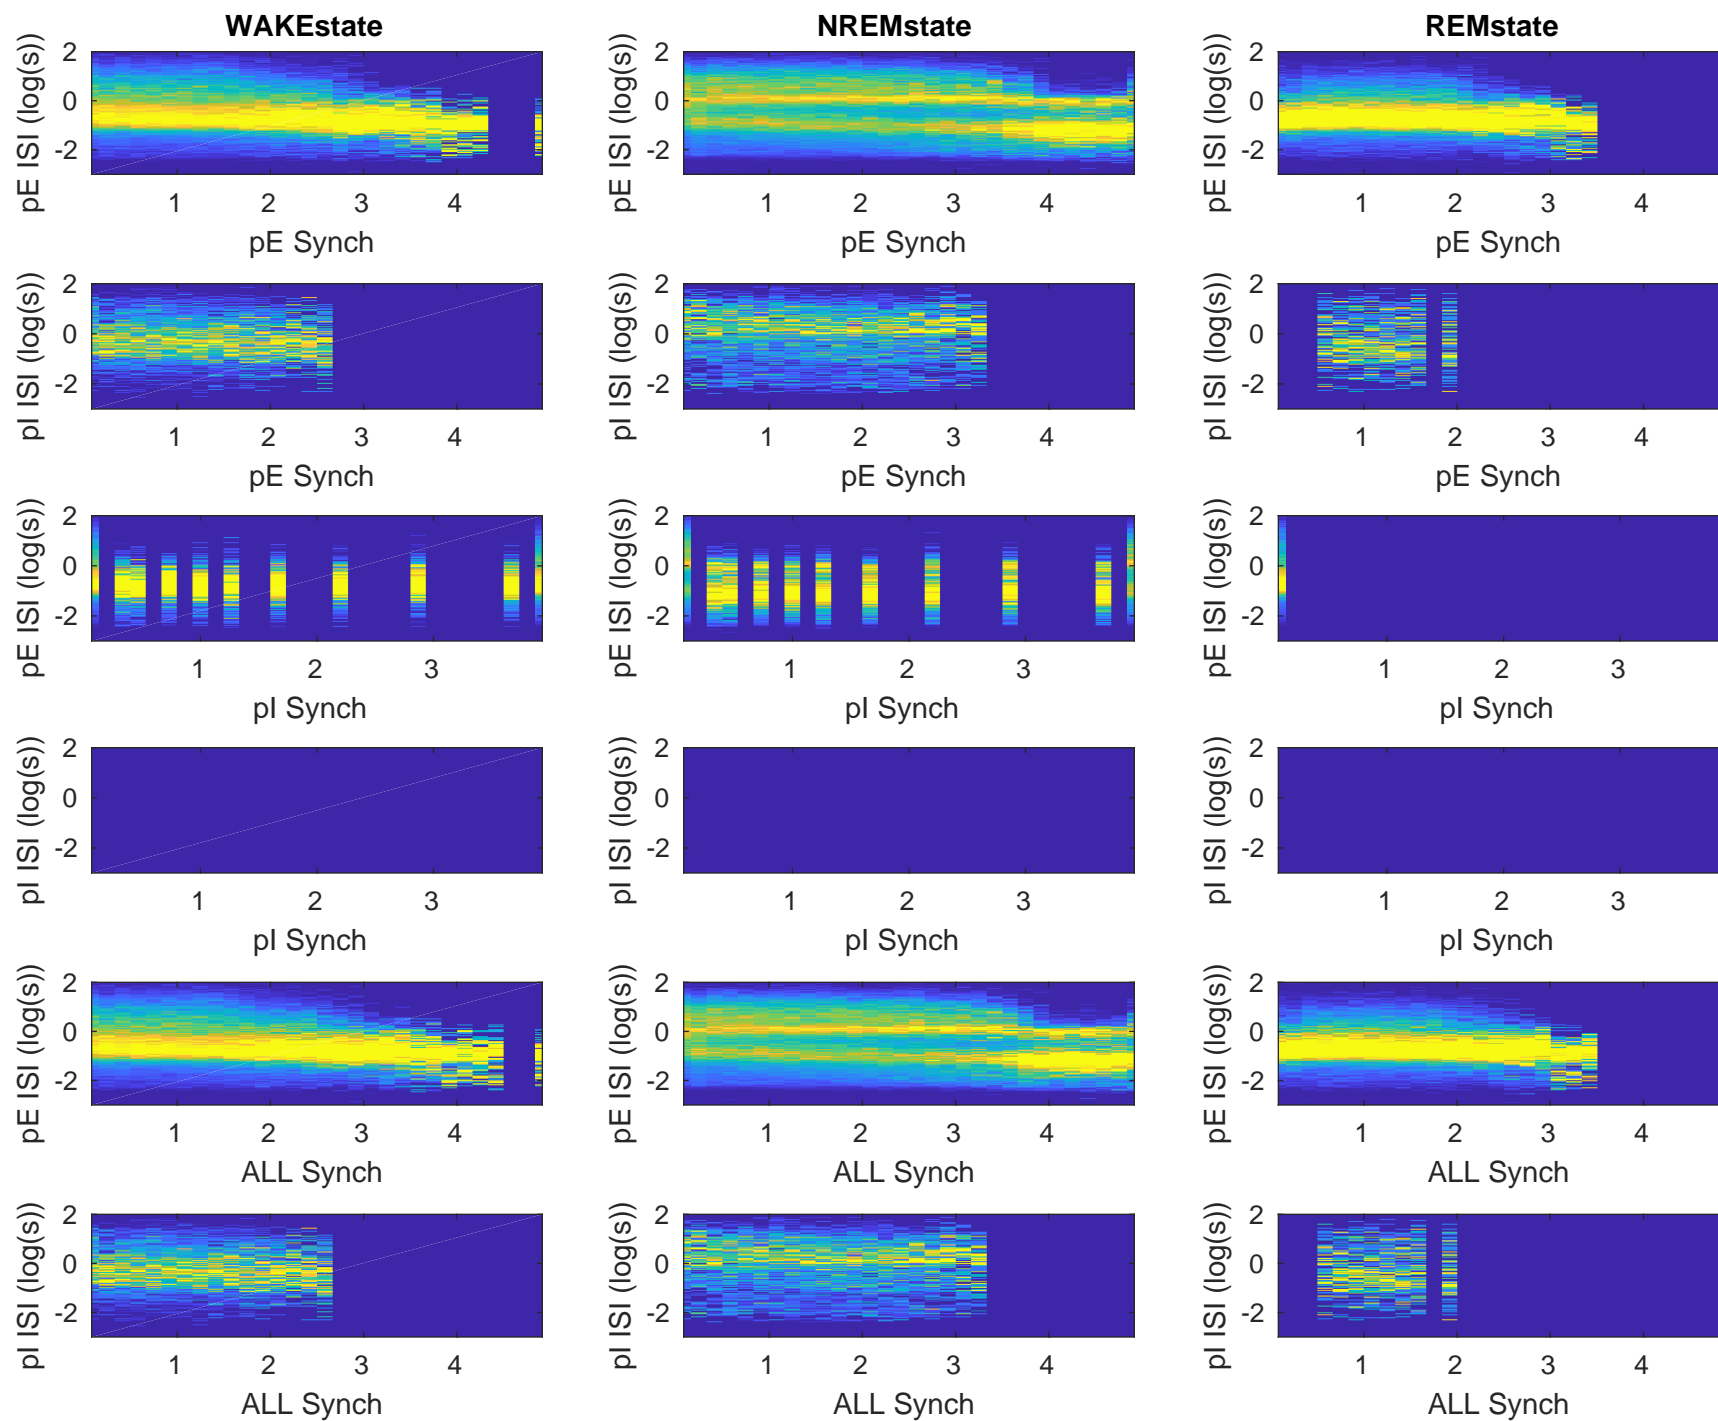 WAKEstate NREMstate REMstate
pE ISI (log(s)) 2 0 -2 pE ISI (log(s)) 2 0 -2 pE ISI (log(s)) 2 0 -2
1 2 3 4 1 2 3 4 1 2 3 4
pE Synch pE Synch pE Synch
pI ISI (log(s)) 2 0 -2 pI ISI (log(s)) 2 0 -2 pI ISI (log(s)) 2 0 -2
1 2 3 4 1 2 3 4 1 2 3 4
pE Synch pE Synch pE Synch
pE ISI (log(s)) 2 0 -2 pE ISI (log(s)) 2 0 -2 pE ISI (log(s)) 2 0 -2
1 2 3 1 2 3 1 2 3
pI Synch pI Synch pI Synch
pI ISI (log(s)) 2 0 -2 pI ISI (log(s)) 2 0 -2 pI ISI (log(s)) 2 0 -2
1 2 3 1 2 3 1 2 3
pI Synch pI Synch pI Synch
pE ISI (log(s)) 2 0 -2 pE ISI (log(s)) 2 0 -2 pE ISI (log(s)) 2 0 -2
1 2 3 4 1 2 3 4 1 2 3 4
ALL Synch ALL Synch ALL Synch
pI ISI (log(s)) 2 0 -2 pI ISI (log(s)) 2 0 -2 pI ISI (log(s)) 2 0 -2
1 2 3 4 1 2 3 4 1 2 3 4
ALL Synch ALL Synch ALL Synch